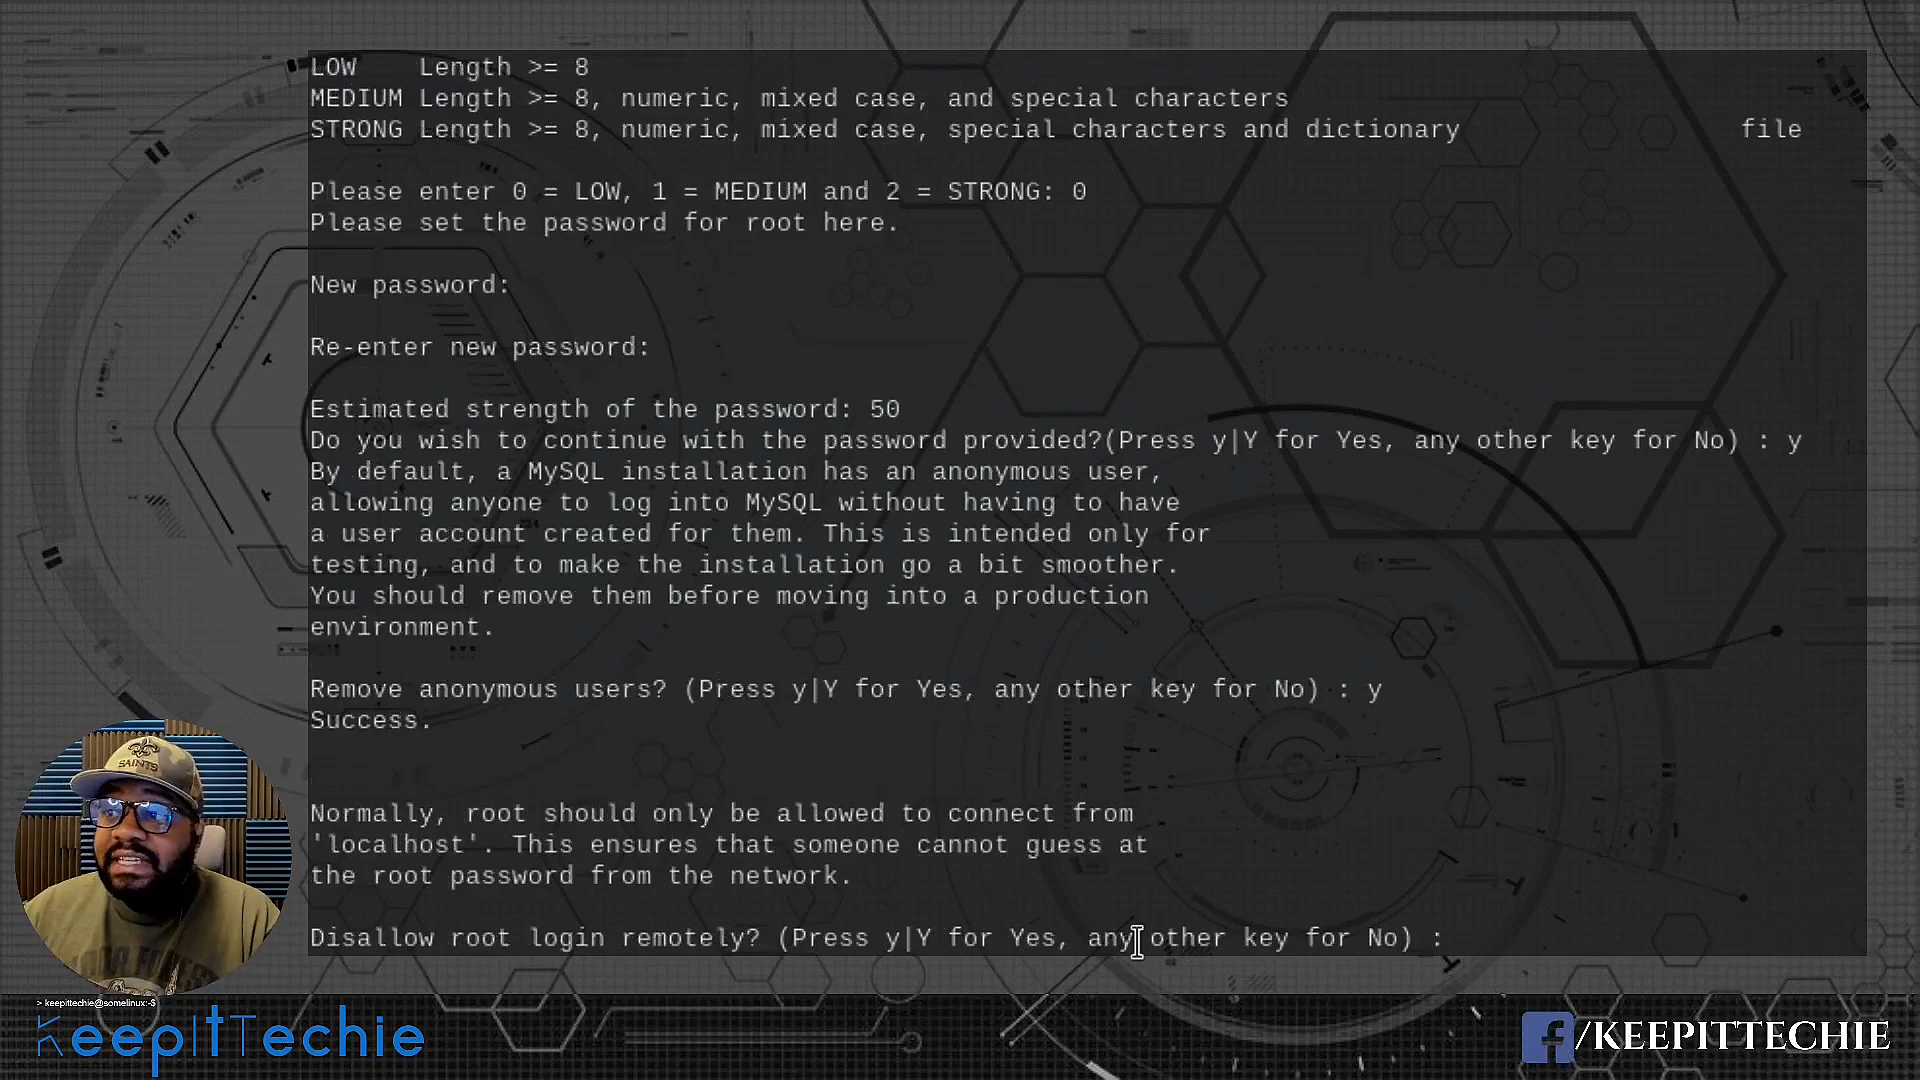 LOW    Length >= 8
MEDIUM Length >= 8, numeric, mixed case, and special characters
STRONG Length >= 8, numeric, mixed case, special characters and dictionary                  file
Please enter 0 = LOW, 1 = MEDIUM and 2 = STRONG: 0
Please set the password for root here.
New password:
Re-enter new password:
Estimated strength of the password: 50
Do you wish to continue with the password provided?(Press y|Y for Yes, any other key for No) : y
By default, a MySQL installation has an anonymous user,
allowing anyone to log into MySQL without having to have
a user account created for them. This is intended only for
testing, and to make the installation go a bit smoother.
You should remove them before moving into a production
environment.
Remove anonymous users? (Press y|Y for Yes, any other key for No) : y
Success.
Normally, root should only be allowed to connect from
'localhost'. This ensures that someone cannot guess at
the root password from the network.
Disallow root login remotely? (Press y|Y for Yes, any other key for No) :
SAINTS
> keepittechie@somelinux:~$
KeepItTechie
/KEEPITTECHIE